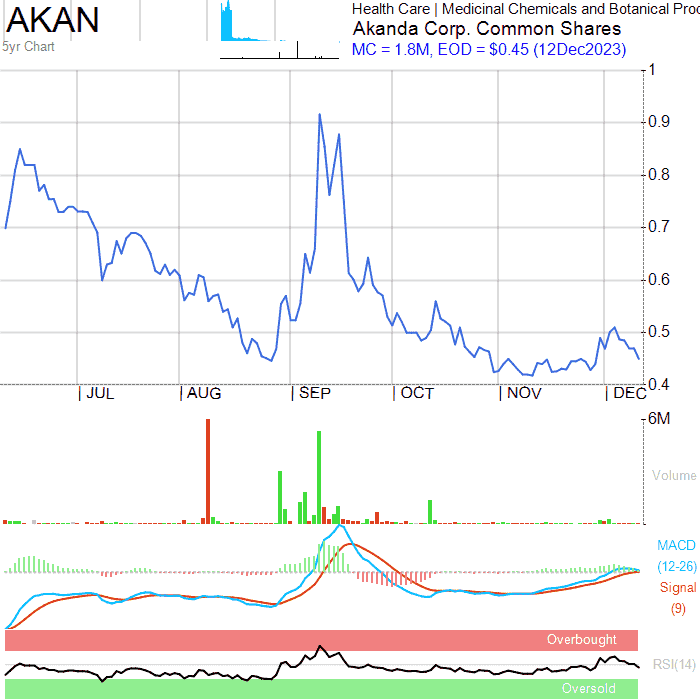 AKAN
5yr Chart
Health Care | Medicinal Chemicals and Botanical Proc
Akanda Corp. Common Shares
MC = 1.8M, EOD = $0.45 (12Dec2023)
1
0.9
0.8
0.7
0.6
0.5
0.4
JUL
AUG
SEP
OCT
NOV
DEC
6M
Volume
MACD
(12-26)
Signal
(9)
Overbought
RSI(14)
Oversold